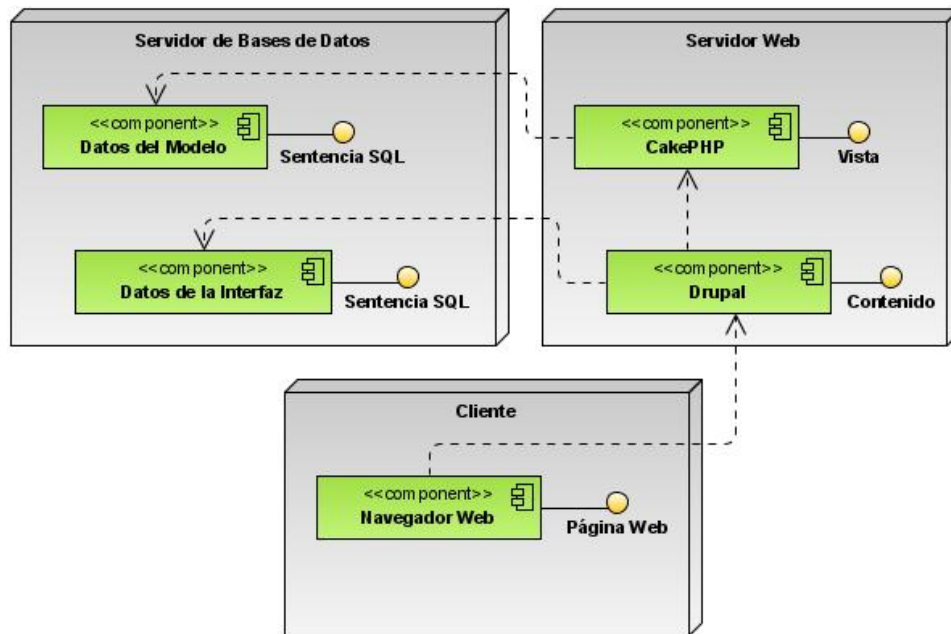 Servidor de Bases de Datos
<<component>>
Datos del Modelo
Sentencia SQL
<<component>>
Datos de la Interfaz
Sentencia SQL
Servidor Web
<<component>>
CakePHP
Vista
<<component>>
Drupal
Contenido
Cliente
<<component>>
Navegador Web
Página Web